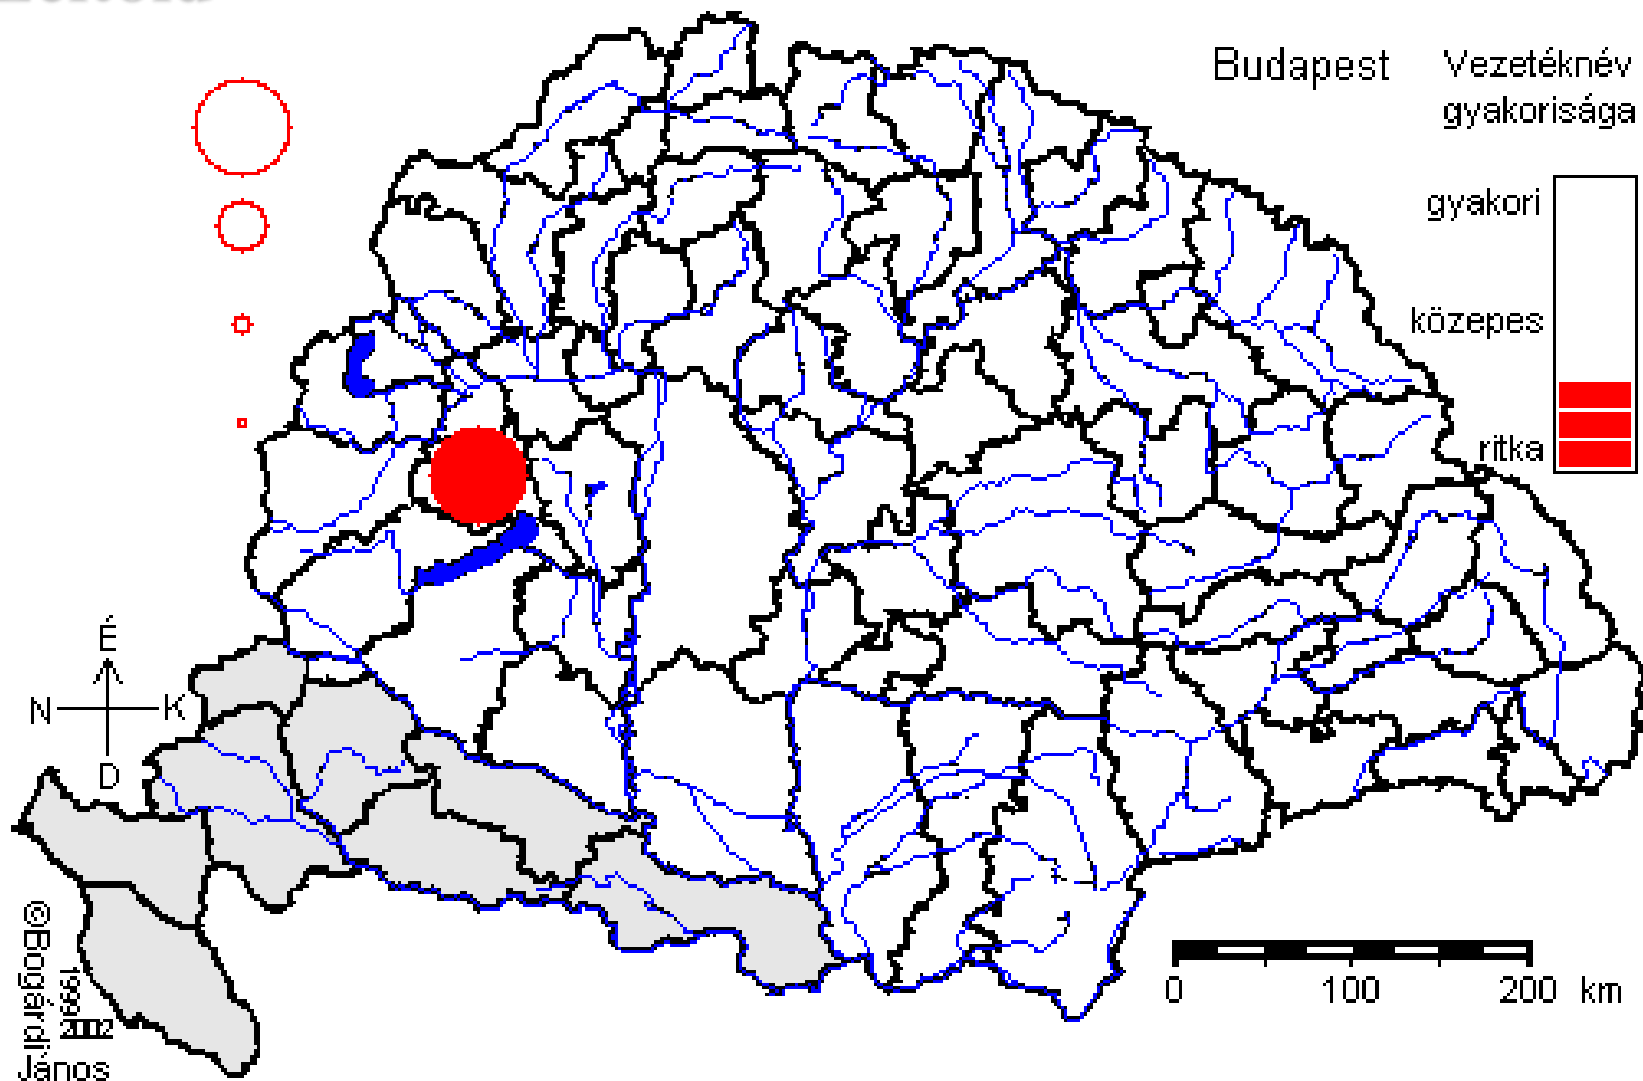 Budapest
Vezetéknév
gyakorisága
gyakori
közepes
ritka
É
N
K
D
0
100
200 km
©Bogárdi
János
1999
2002